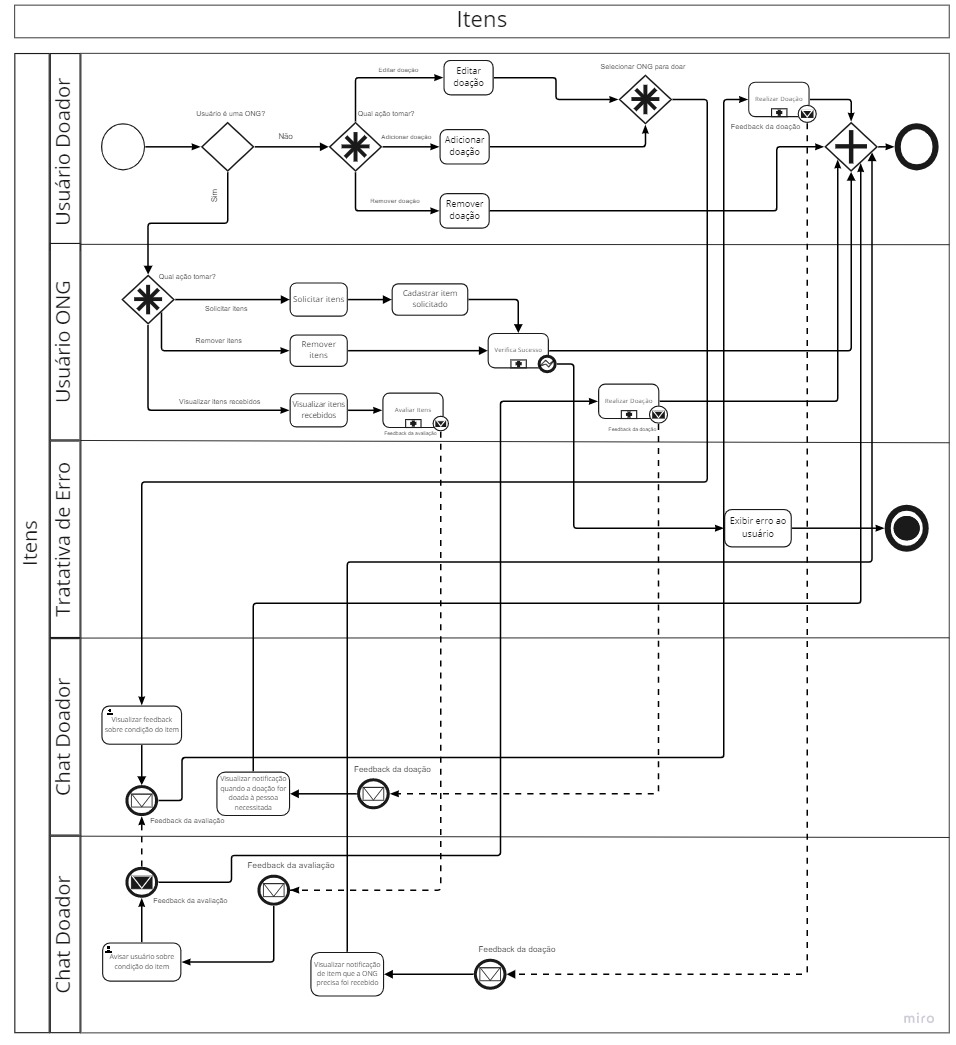 Itens
Itens
Usuário Doador
Usuário é uma ONG?
Não
Sim
Qual ação tomar?
Editar doação
Editar
doação
Adicionar doação
Adicionar
doação
Remover doação
Remover
doação
Selecionar ONG para doar
Realizar Doação
Feedback da doação
Usuário ONG
Qual ação tomar?
Solicitar itens
Solicitar itens
Cadastrar item
solicitado
Remover itens
Remover
itens
Verifica Sucesso
Visualizar itens recebidos
Visualizar itens
recebidos
Avaliar itens
Feedback da avaliação
Realizar Doação
Feedback da doação
Tratativa de Erro
Exibir erro ao
usuário
Chat Doador
Visualizar feedback
sobre condição do item
Feedback da avaliação
Visualizar notificação
quando a doação for
doada à pessoa
necessitada
Feedback da doação
Chat Doador
Feedback da avaliação
Feedback da avaliação
Avisar usuário sobre
condição do item
Visualizar notificação
de item que a ONG
precisa foi recebido
Feedback da doação
miro